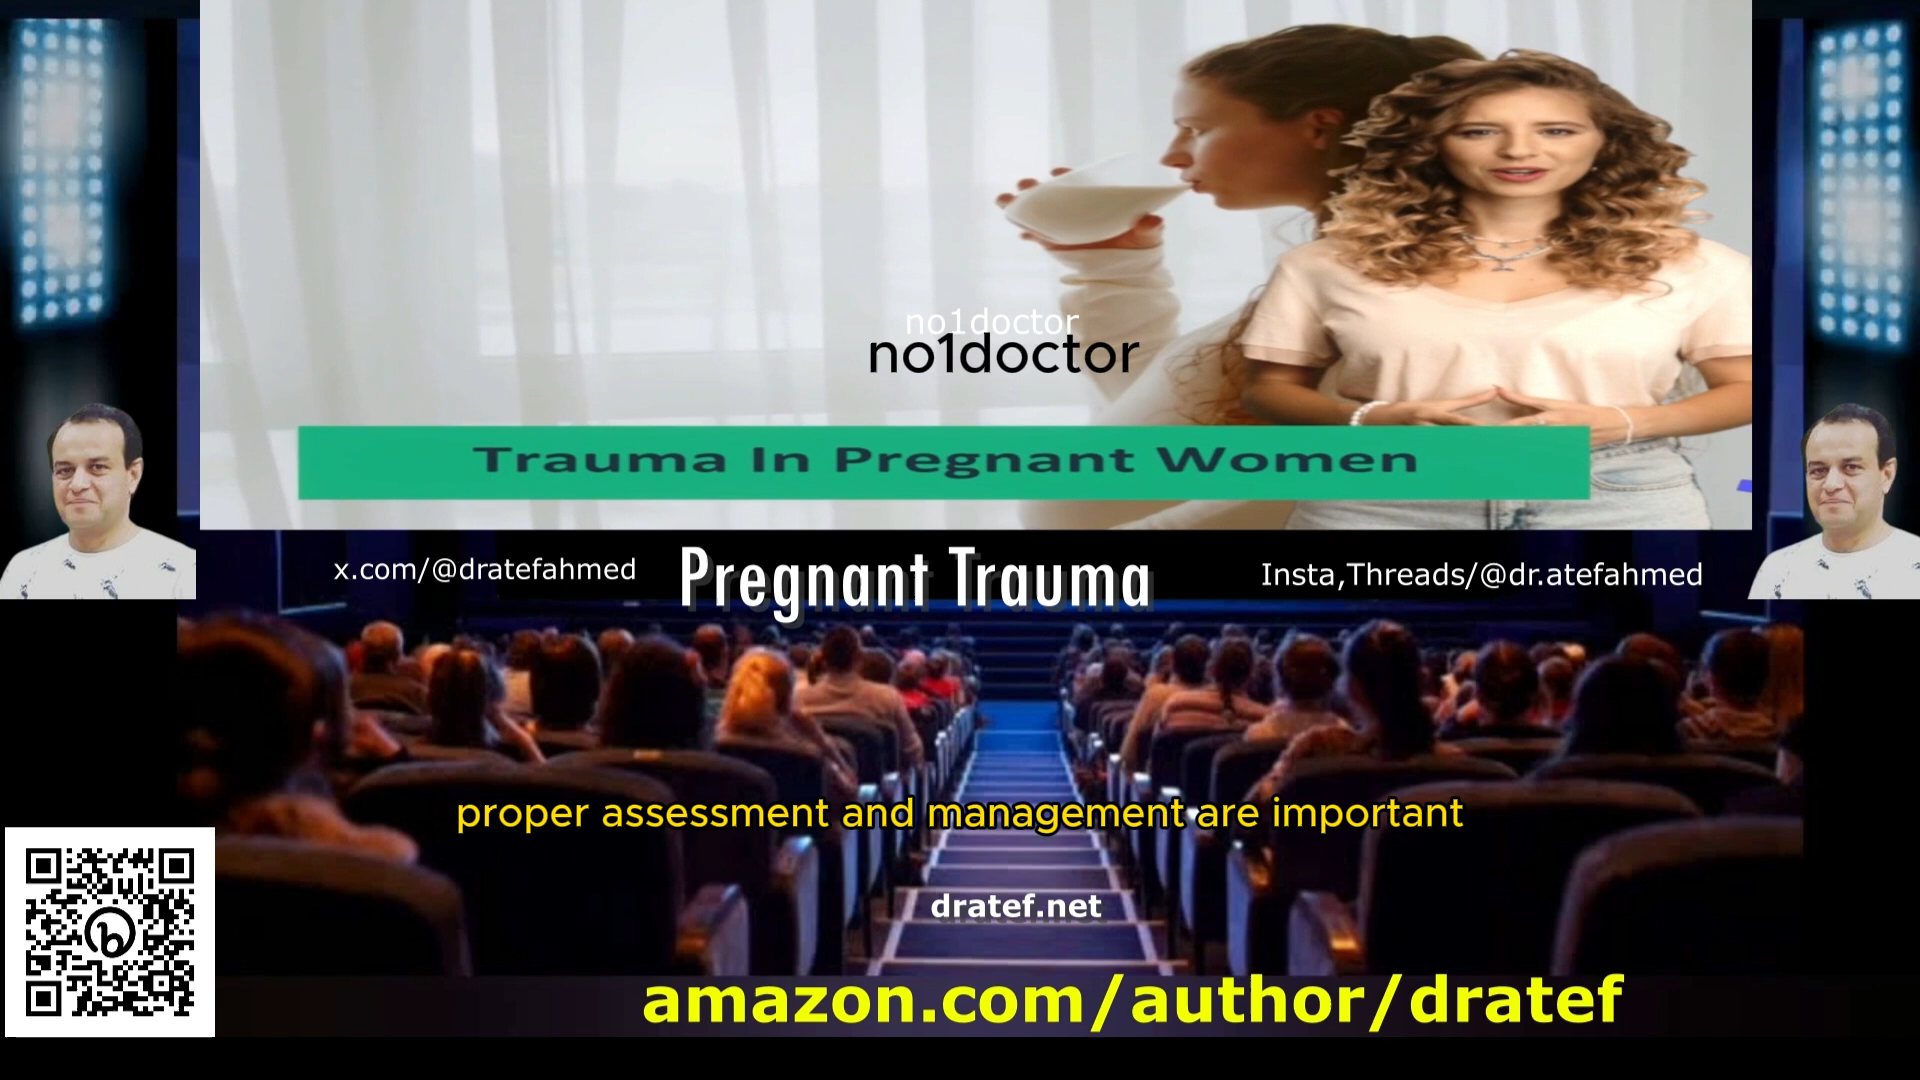 no1doctor
no1doctor
Trauma In Pregnant Women
x.com/@dratefahmed
Pregnant Trauma
Insta,Threads/@dr.atefahmed
proper assessment and management are important
dratef.net
amazon.com/author/dratef